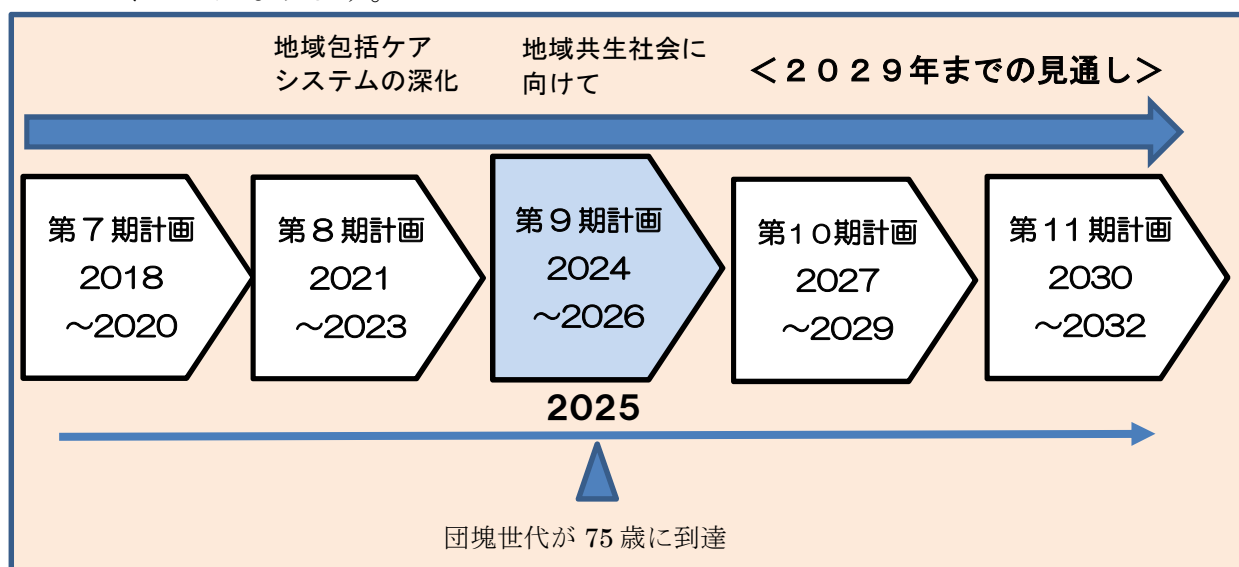 地域包括ケア
システムの深化
地域共生社会に
向けて
＜２０２９年までの見通し＞
第７期計画
2018
～2020
第８期計画
2021
～2023
第９期計画
2024
～2026
第１０期計画
2027
～2029
第１１期計画
2030
～2032
2025
団塊世代が 75 歳に到達